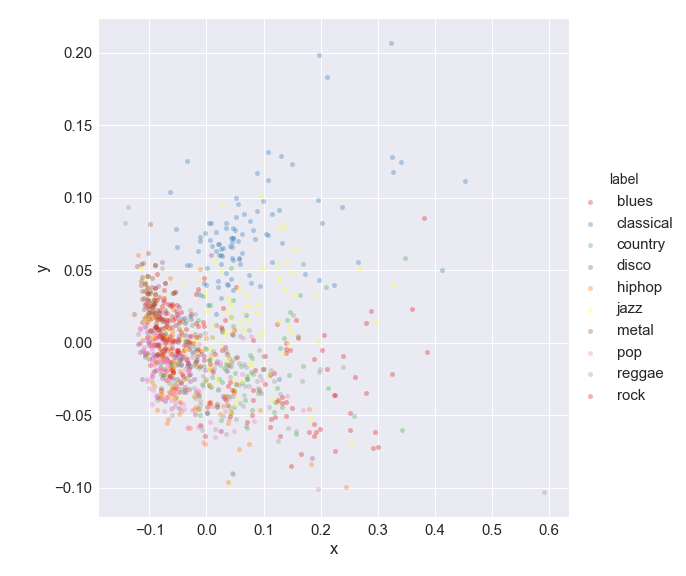 0.20
0.15
0.10
0.05
0.00
−0.05
−0.10
y
−0.1 0.0 0.1 0.2 0.3 0.4 0.5 0.6
x
label
blues
classical
country
disco
hiphop
jazz
metal
pop
reggae
rock